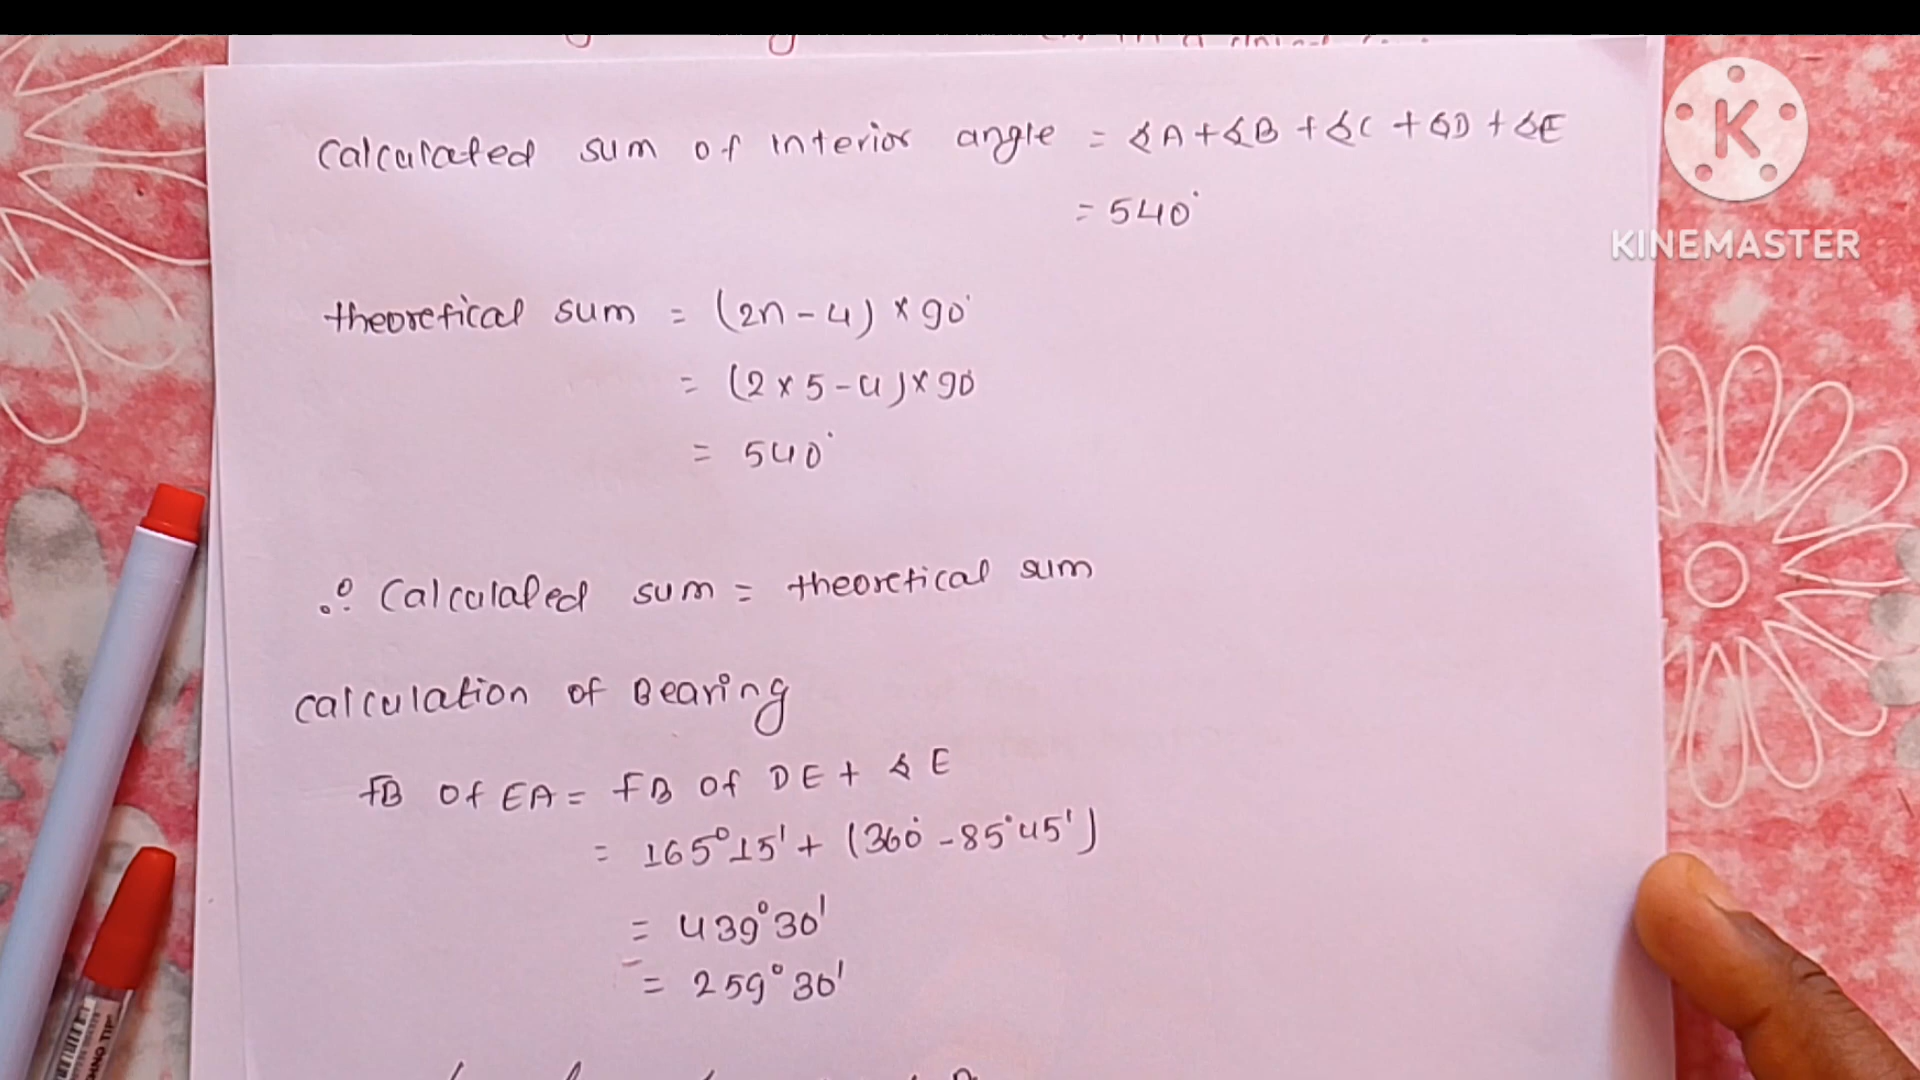 Calculated sum of interior angle = ∡A + ∡B + ∡C + ∡D + ∡E
= 540°
K
KINEMASTER
theoretical sum = (2n - 4) × 90°
= (2 × 5 - 4) × 90°
= 540°
∴ Calculated sum = theoretical sum
Calculation of Bearing
FB Of EA = FB Of DE + ∡E
= 165°15' + (360° - 85°45')
= 439°30'
= 259°30'